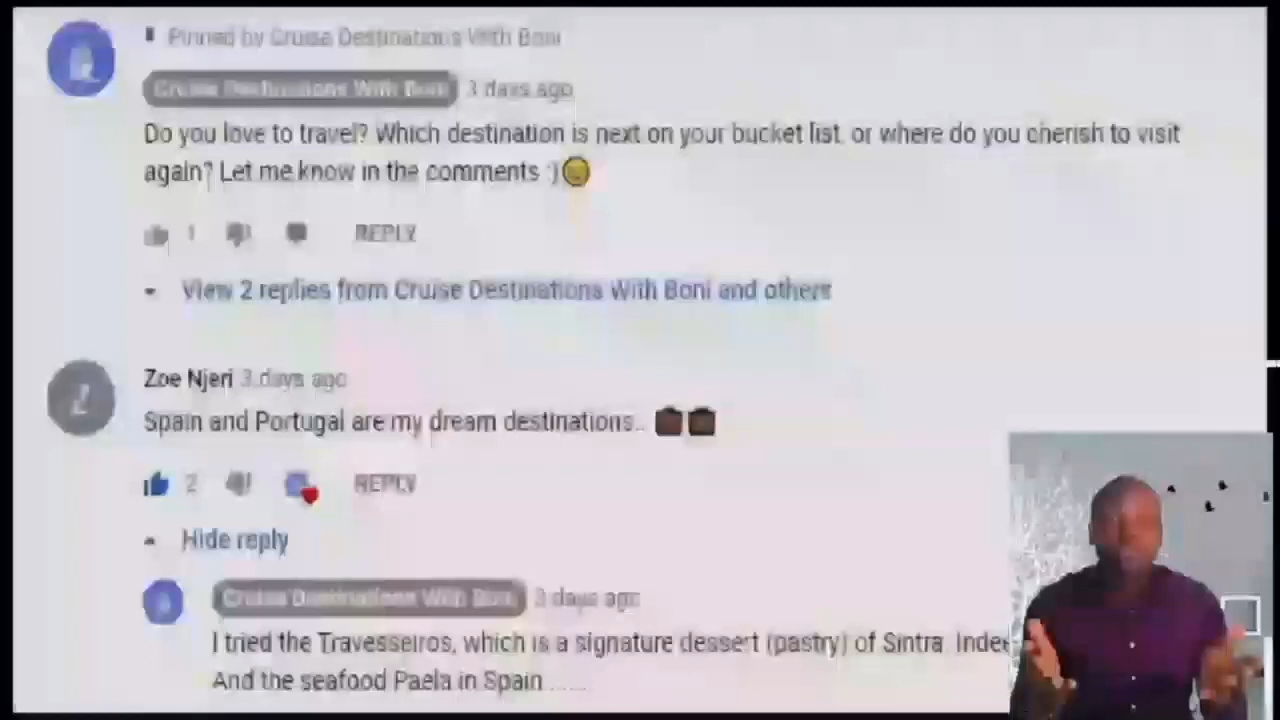 Pinned by Cruise Destinations With Boni
Cruise Destinations With Boni 3 days ago
Do you love to travel? Which destination is next on your bucket list, or where do you cherish to visit
again? Let me know in the comments :)
1 REPLY
View 2 replies from Cruise Destinations With Boni and others
Zoe Njeri 3 days ago
Spain and Portugal are my dream destinations..
2 REPLY
Hide reply
Cruise Destinations With Boni 3 days ago
I tried the Travesseiros, which is a signature dessert (pastry) of Sintra.
And the seafood Paela in Spain ......